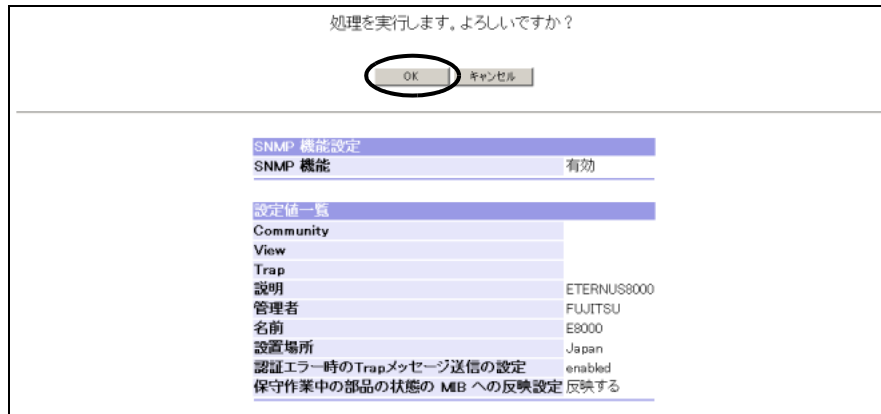 処理を実行します。よろしいですか？
OK キャンセル
SNMP 機能設定
SNMP 機能 有効
設定値一覧
Community
View
Trap
説明 ETERNUS8000
管理者 FUJITSU
名前 E8000
設置場所 Japan
認証エラー時のTrapメッセージ送信の設定 enabled
保守作業中の部品の状態の MIB への反映設定 反映する